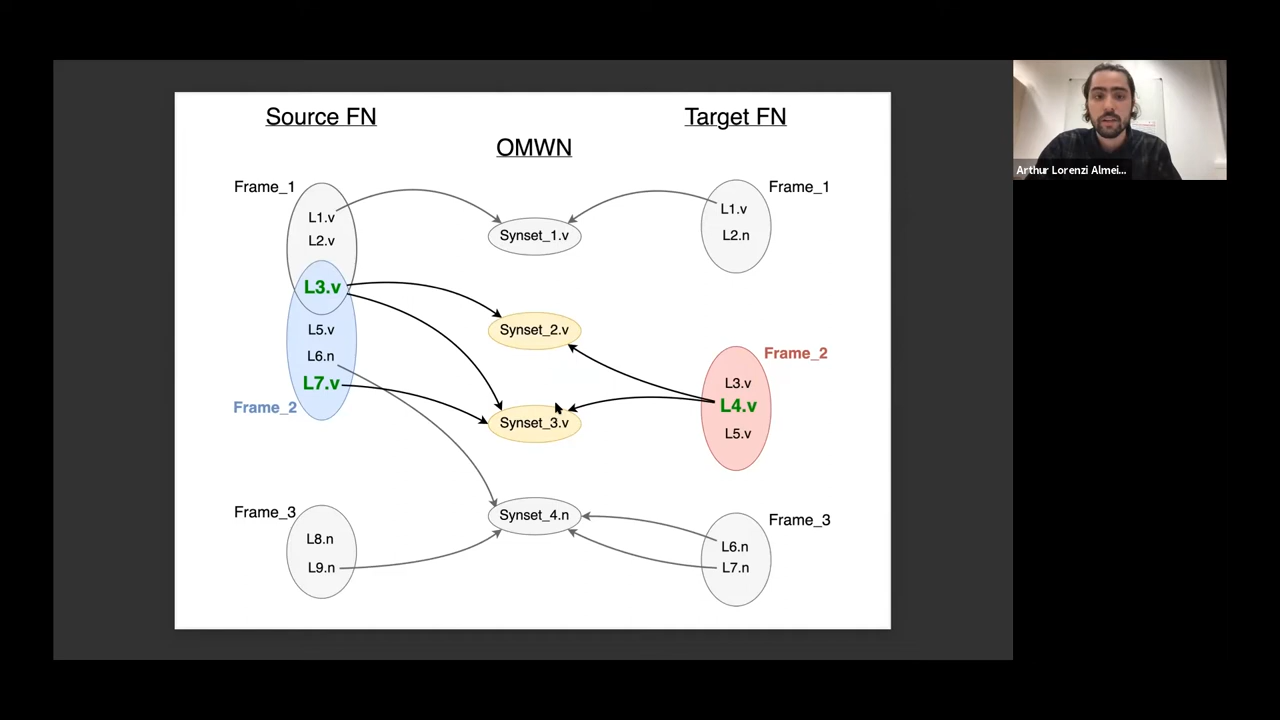 Source FN
Target FN
OMWN
Frame_1
L1.v
L2.v
L3.v
L5.v
L6.n
L7.v
Frame_2
Frame_3
L8.n
L9.n
Synset_1.v
Synset_2.v
Synset_3.v
Synset_4.n
Frame_1
L1.v
L2.n
Frame_2
L3.v
L4.v
L5.v
Frame_3
L6.n
L7.n
Arthur Lorenzi Almei...